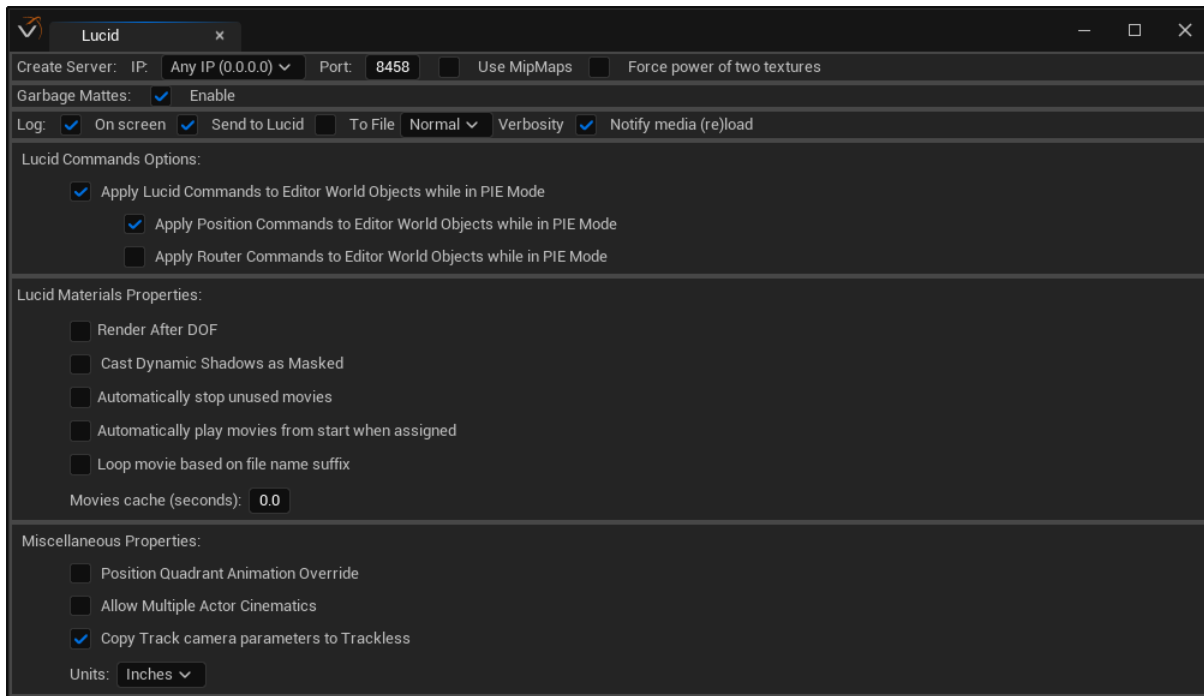 Lucid
Create Server: IP: Any IP (0.0.0.0) Port: 8458 Use MipMaps Force power of two textures
Garbage Mattes: Enable
Log: On screen Send to Lucid To File Normal Verbosity Notify media (re)load
Lucid Commands Options:
Apply Lucid Commands to Editor World Objects while in PIE Mode
Apply Position Commands to Editor World Objects while in PIE Mode
Apply Router Commands to Editor World Objects while in PIE Mode
Lucid Materials Properties:
Render After DOF
Cast Dynamic Shadows as Masked
Automatically stop unused movies
Automatically play movies from start when assigned
Loop movie based on file name suffix
Movies cache (seconds): 0.0
Miscellaneous Properties:
Position Quadrant Animation Override
Allow Multiple Actor Cinematics
Copy Track camera parameters to Trackless
Units: Inches